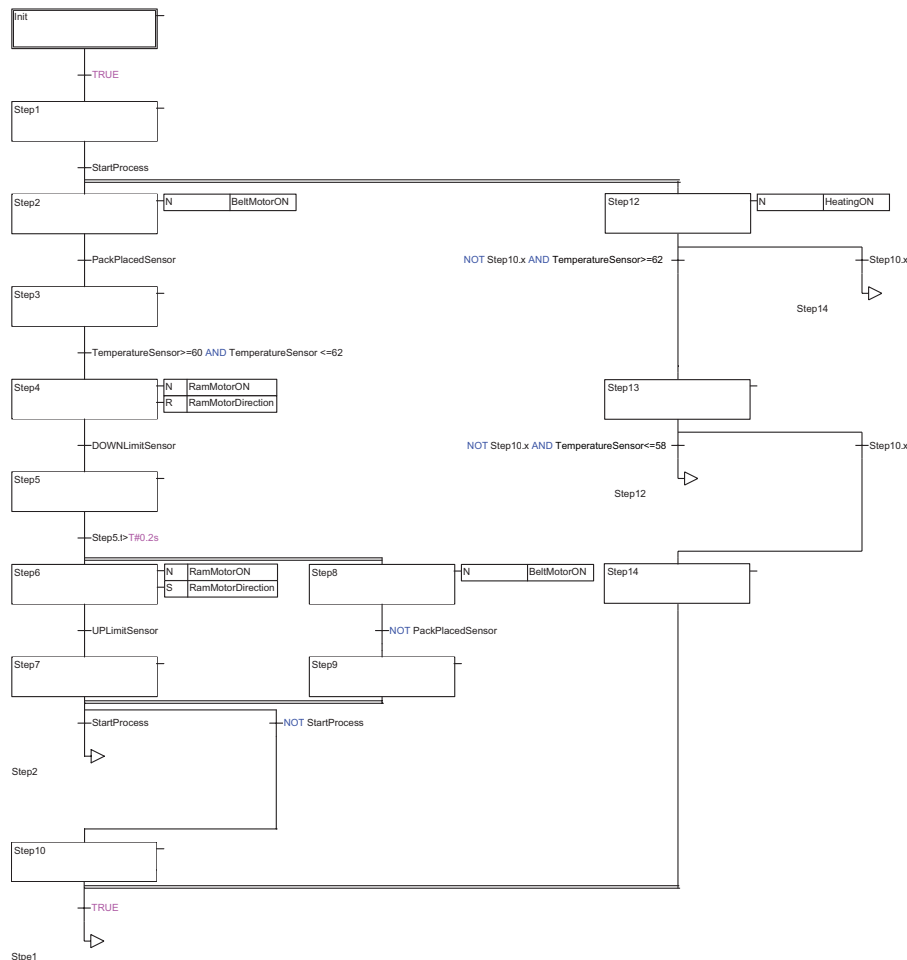 Init
TRUE
Step1
StartProcess
Step2
N BeltMotorON
Step12
N HeatingON
PackPlacedSensor
NOT Step10.x AND TemperatureSensor>=62
Step10.x
Step3
Step14
TemperatureSensor>=60 AND TemperatureSensor <=62
Step4
N RamMotorON
R RamMotorDirection
Step13
DOWNLimitSensor
NOT Step10.x AND TemperatureSensor<=58
Step10.x
Step5
Step12
Step5.t>T#0.2s
Step6
N RamMotorON
S RamMotorDirection
Step8
N BeltMotorON
Step14
UPLimitSensor
NOT PackPlacedSensor
Step7
Step9
StartProcess
NOT StartProcess
Step2
Step10
TRUE
Stpe1